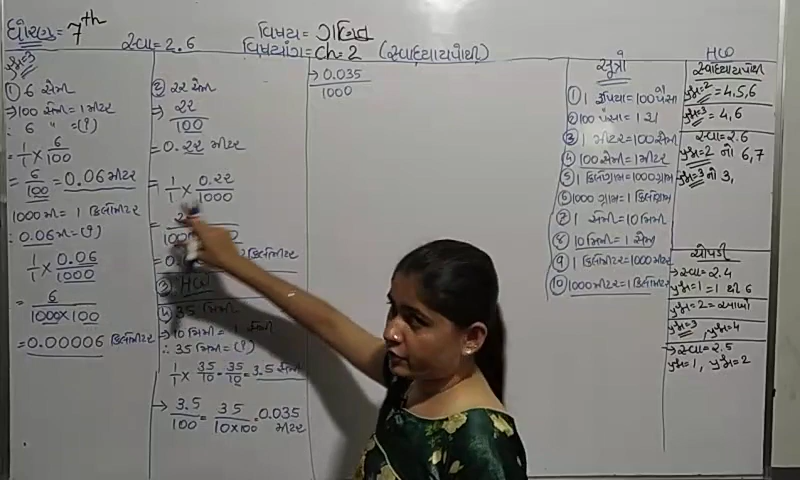 ધોરણ = 7th
વિષય = ગણિત
સ્વા = 2.6
વિષયાંગ = Ch = 2 (સ્વાધ્યાયપોથી)
પ્રશ્ન=3
① 6 સેમી
⇒ 100 સેમી = 1 મીટર
∴ 6 " = (?)
= 1/1 × 6/100
= 6/100 = 0.06 મીટર
1000 મી = 1 કિલોમીટર
∴ 0.06 મી = (?)
1/1 × 0.06/1000
= 6/1000×100
= 0.00006 કિલોમીટર
② 22 સેમી
⇒ 22/100
= 0.22 મીટર
= 1/1 × 0.22/1000
③ HW
④ 35 મિમી
→ 10 મિમી = 1 સેમી
∴ 35 મિમી = (?)
1/1 × 35/10 = 35/10 = 3.5 સેમી
→ 3.5/100 = 35/10×100 = 0.035 મીટર
→ 0.035/1000
સૂત્રો
① 1 રૂપિયા = 100 પૈસા
② 100 પૈસા = 1 રૂ
③ 1 મીટર = 100 સેમી
④ 100 સેમી = 1 મીટર
⑤ 1 કિલોગ્રામ = 1000 ગ્રામ
⑥ 1000 ગ્રામ = 1 કિલોગ્રામ
⑦ 1 સેમી = 10 મિમી
⑧ 10 મિમી = 1 સેમી
⑨ 1 કિલોમીટર = 1000 મીટર
⑩ 1000 મીટર = 1 કિલોમીટર
HW
સ્વાધ્યાયપોથી
પ્રશ્ન=2 = 4,5,6
પ્રશ્ન=3 = 4,6
સ્વા = 2.6
પ્રશ્ન=2 નો 6,7
પ્રશ્ન=3 નો 3,
ચોપડી
→ સ્વા = 2.4
પ્રશ્ન = 1 = 1 થી 6
પ્રશ્ન = 2 = આખો
પ્રશ્ન = 3 , પ્રશ્ન = 4
→ સ્વા = 2.5
પ્રશ્ન = 1, પ્રશ્ન = 2